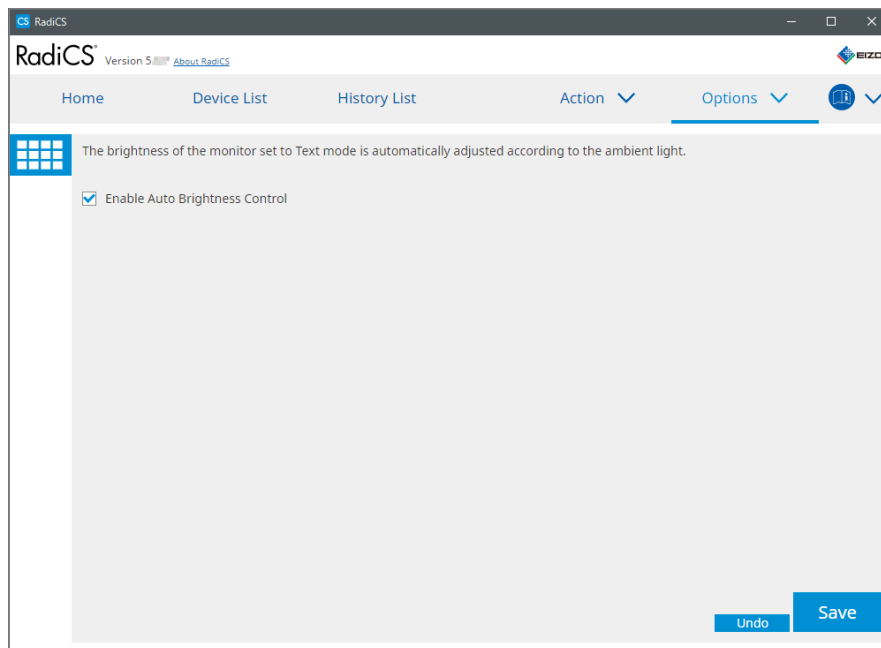 CS RadiCS
RadiCS Version 5. About RadiCS
EIZO
Home Device List History List Action Options
The brightness of the monitor set to Text mode is automatically adjusted according to the ambient light.
Enable Auto Brightness Control
Undo Save